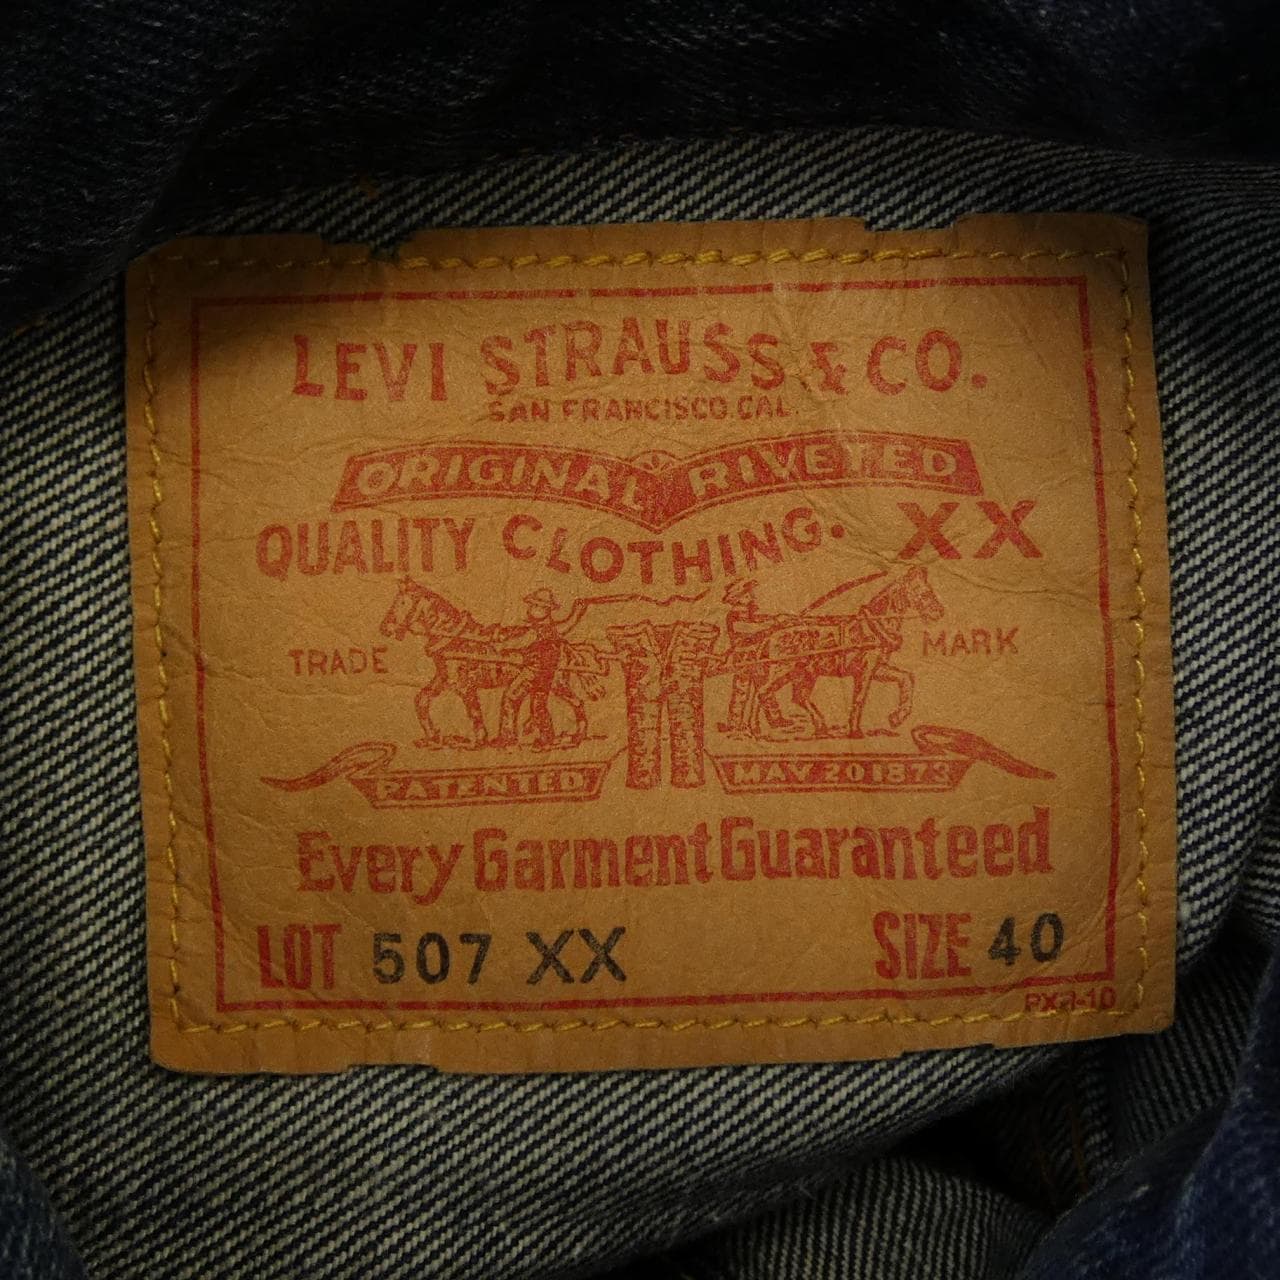 LEVI STRAUSS & CO.
SAN FRANCISCO.CAL.
ORIGINAL RIVETED
QUALITY CLOTHING. XX
TRADE MARK
PATENTED MAY 20 1873
Every Garment Guaranteed
LOT 507 XX SIZE 40